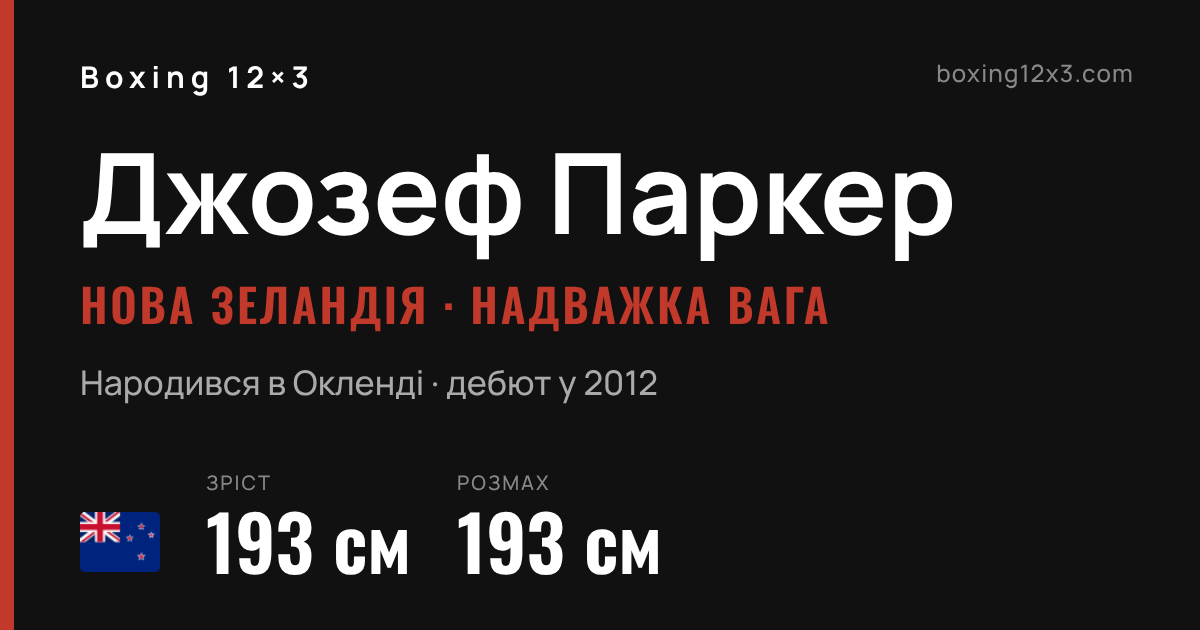 Boxing 12×3
boxing12x3.com
Джозеф Паркер
НОВА ЗЕЛАНДІЯ · НАДВАЖКА ВАГА
Народився в Окленді · дебют у 2012
ЗРІСТ РОЗМАХ
193 см 193 см